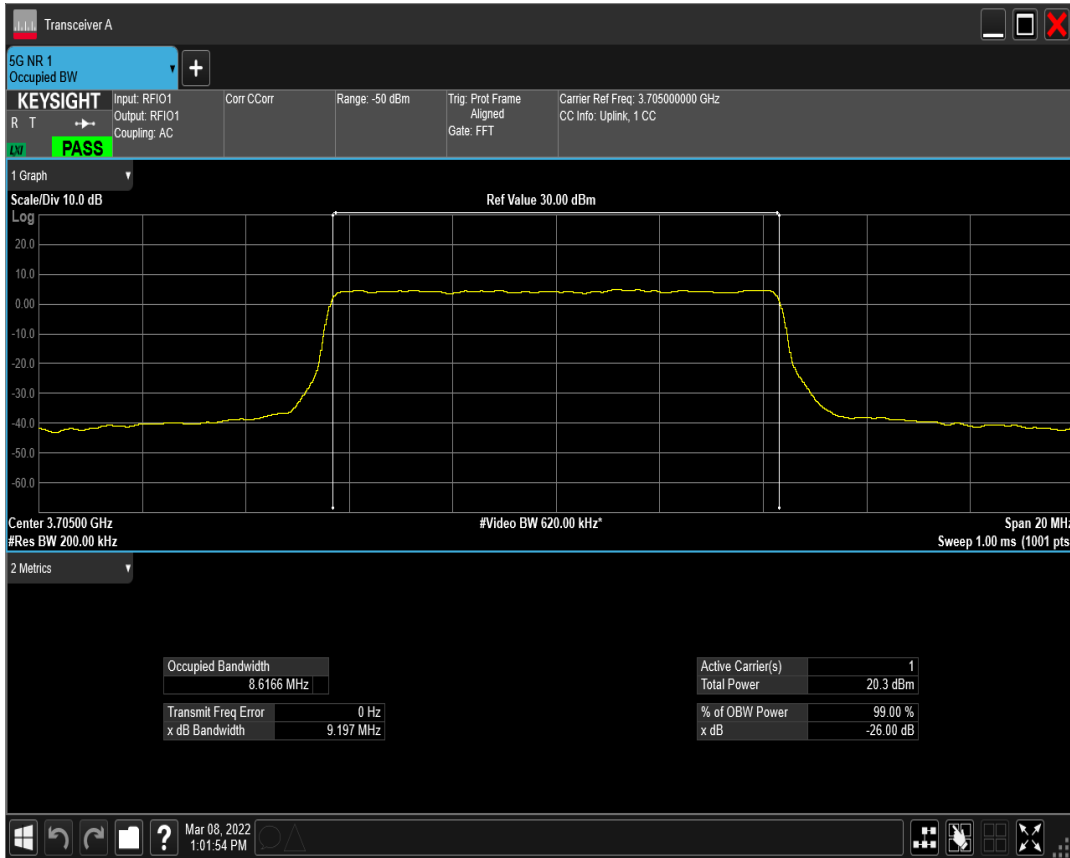 Transceiver A
5G NR 1
Occupied BW
+
KEYSIGHT
R T
LXI
PASS
Input: RFIO1
Output: RFIO1
Coupling: AC
Corr CCorr
Range: -50 dBm
Trig: Prot Frame
Aligned
Gate: FFT
Carrier Ref Freq: 3.705000000 GHz
CC Info: Uplink, 1 CC
1 Graph
Scale/Div 10.0 dB
Ref Value 30.00 dBm
Log
20.0
10.0
0.00
-10.0
-20.0
-30.0
-40.0
-50.0
-60.0
Center 3.70500 GHz
#Video BW 620.00 kHz*
Span 20 MHz
#Res BW 200.00 kHz
Sweep 1.00 ms (1001 pts
2 Metrics
Occupied Bandwidth
8.6166 MHz
Transmit Freq Error 0 Hz
x dB Bandwidth 9.197 MHz
Active Carrier(s) 1
Total Power 20.3 dBm
% of OBW Power 99.00 %
x dB -26.00 dB
?
Mar 08, 2022
1:01:54 PM